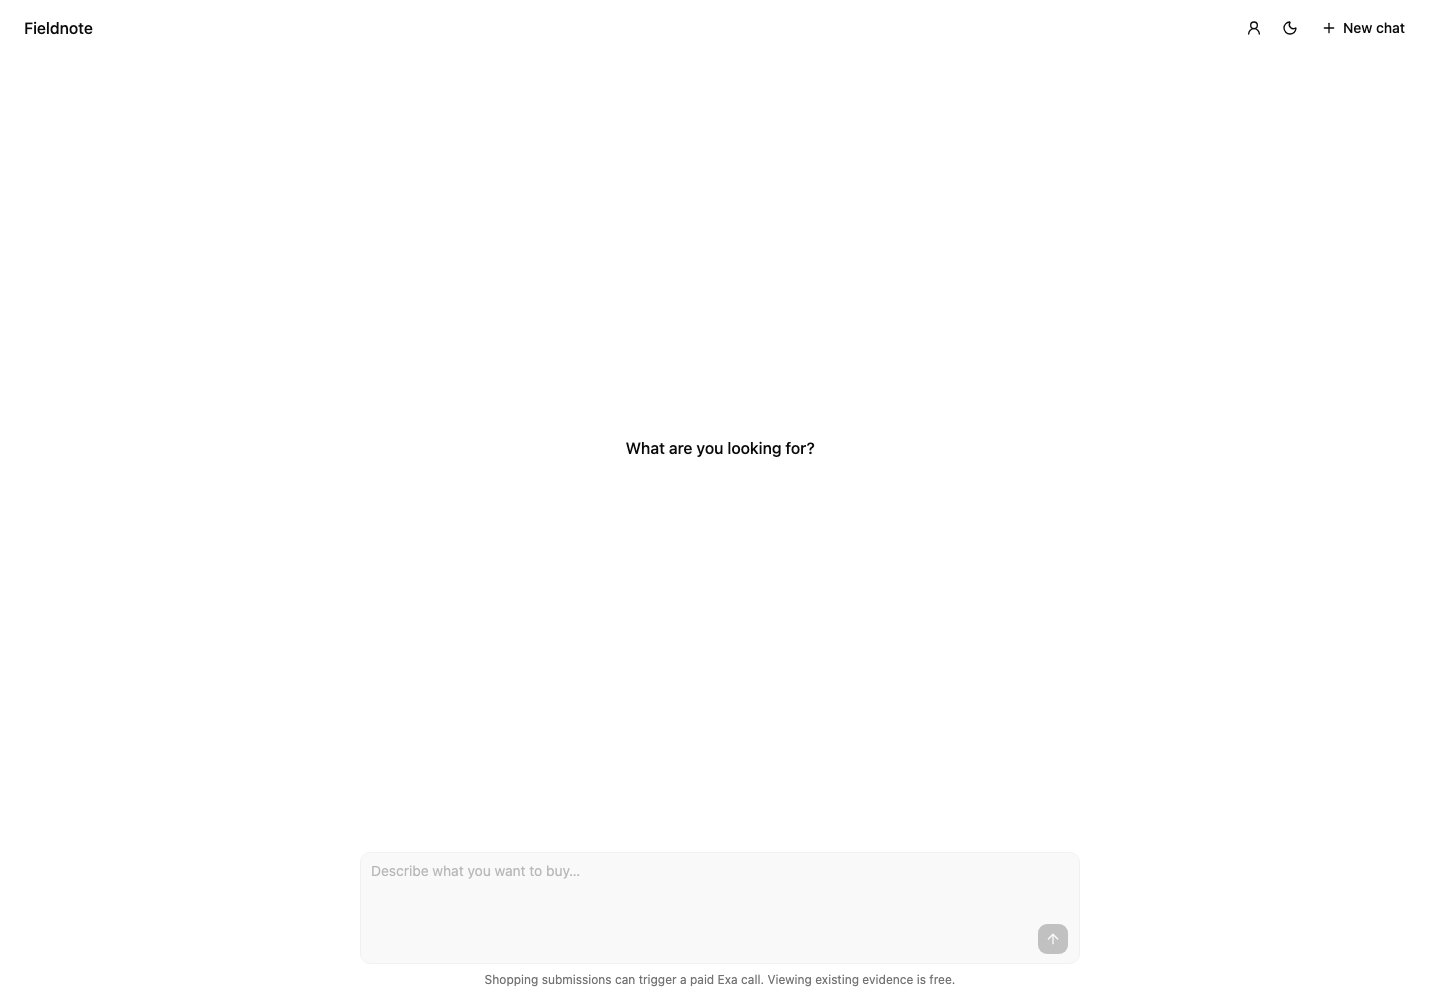 Fieldnote
New chat
What are you looking for?
Describe what you want to buy...
Shopping submissions can trigger a paid Exa call. Viewing existing evidence is free.